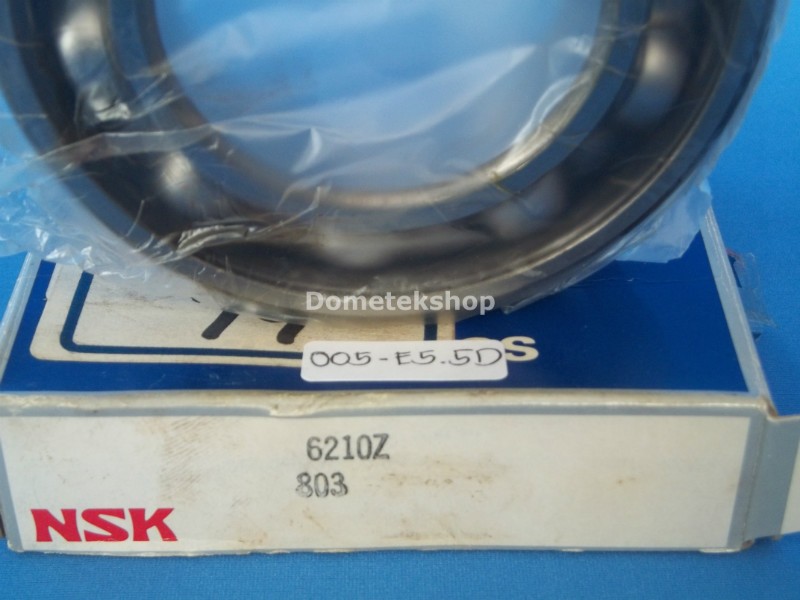 Dometekshop
005-E5.5D
6210Z
803
NSK